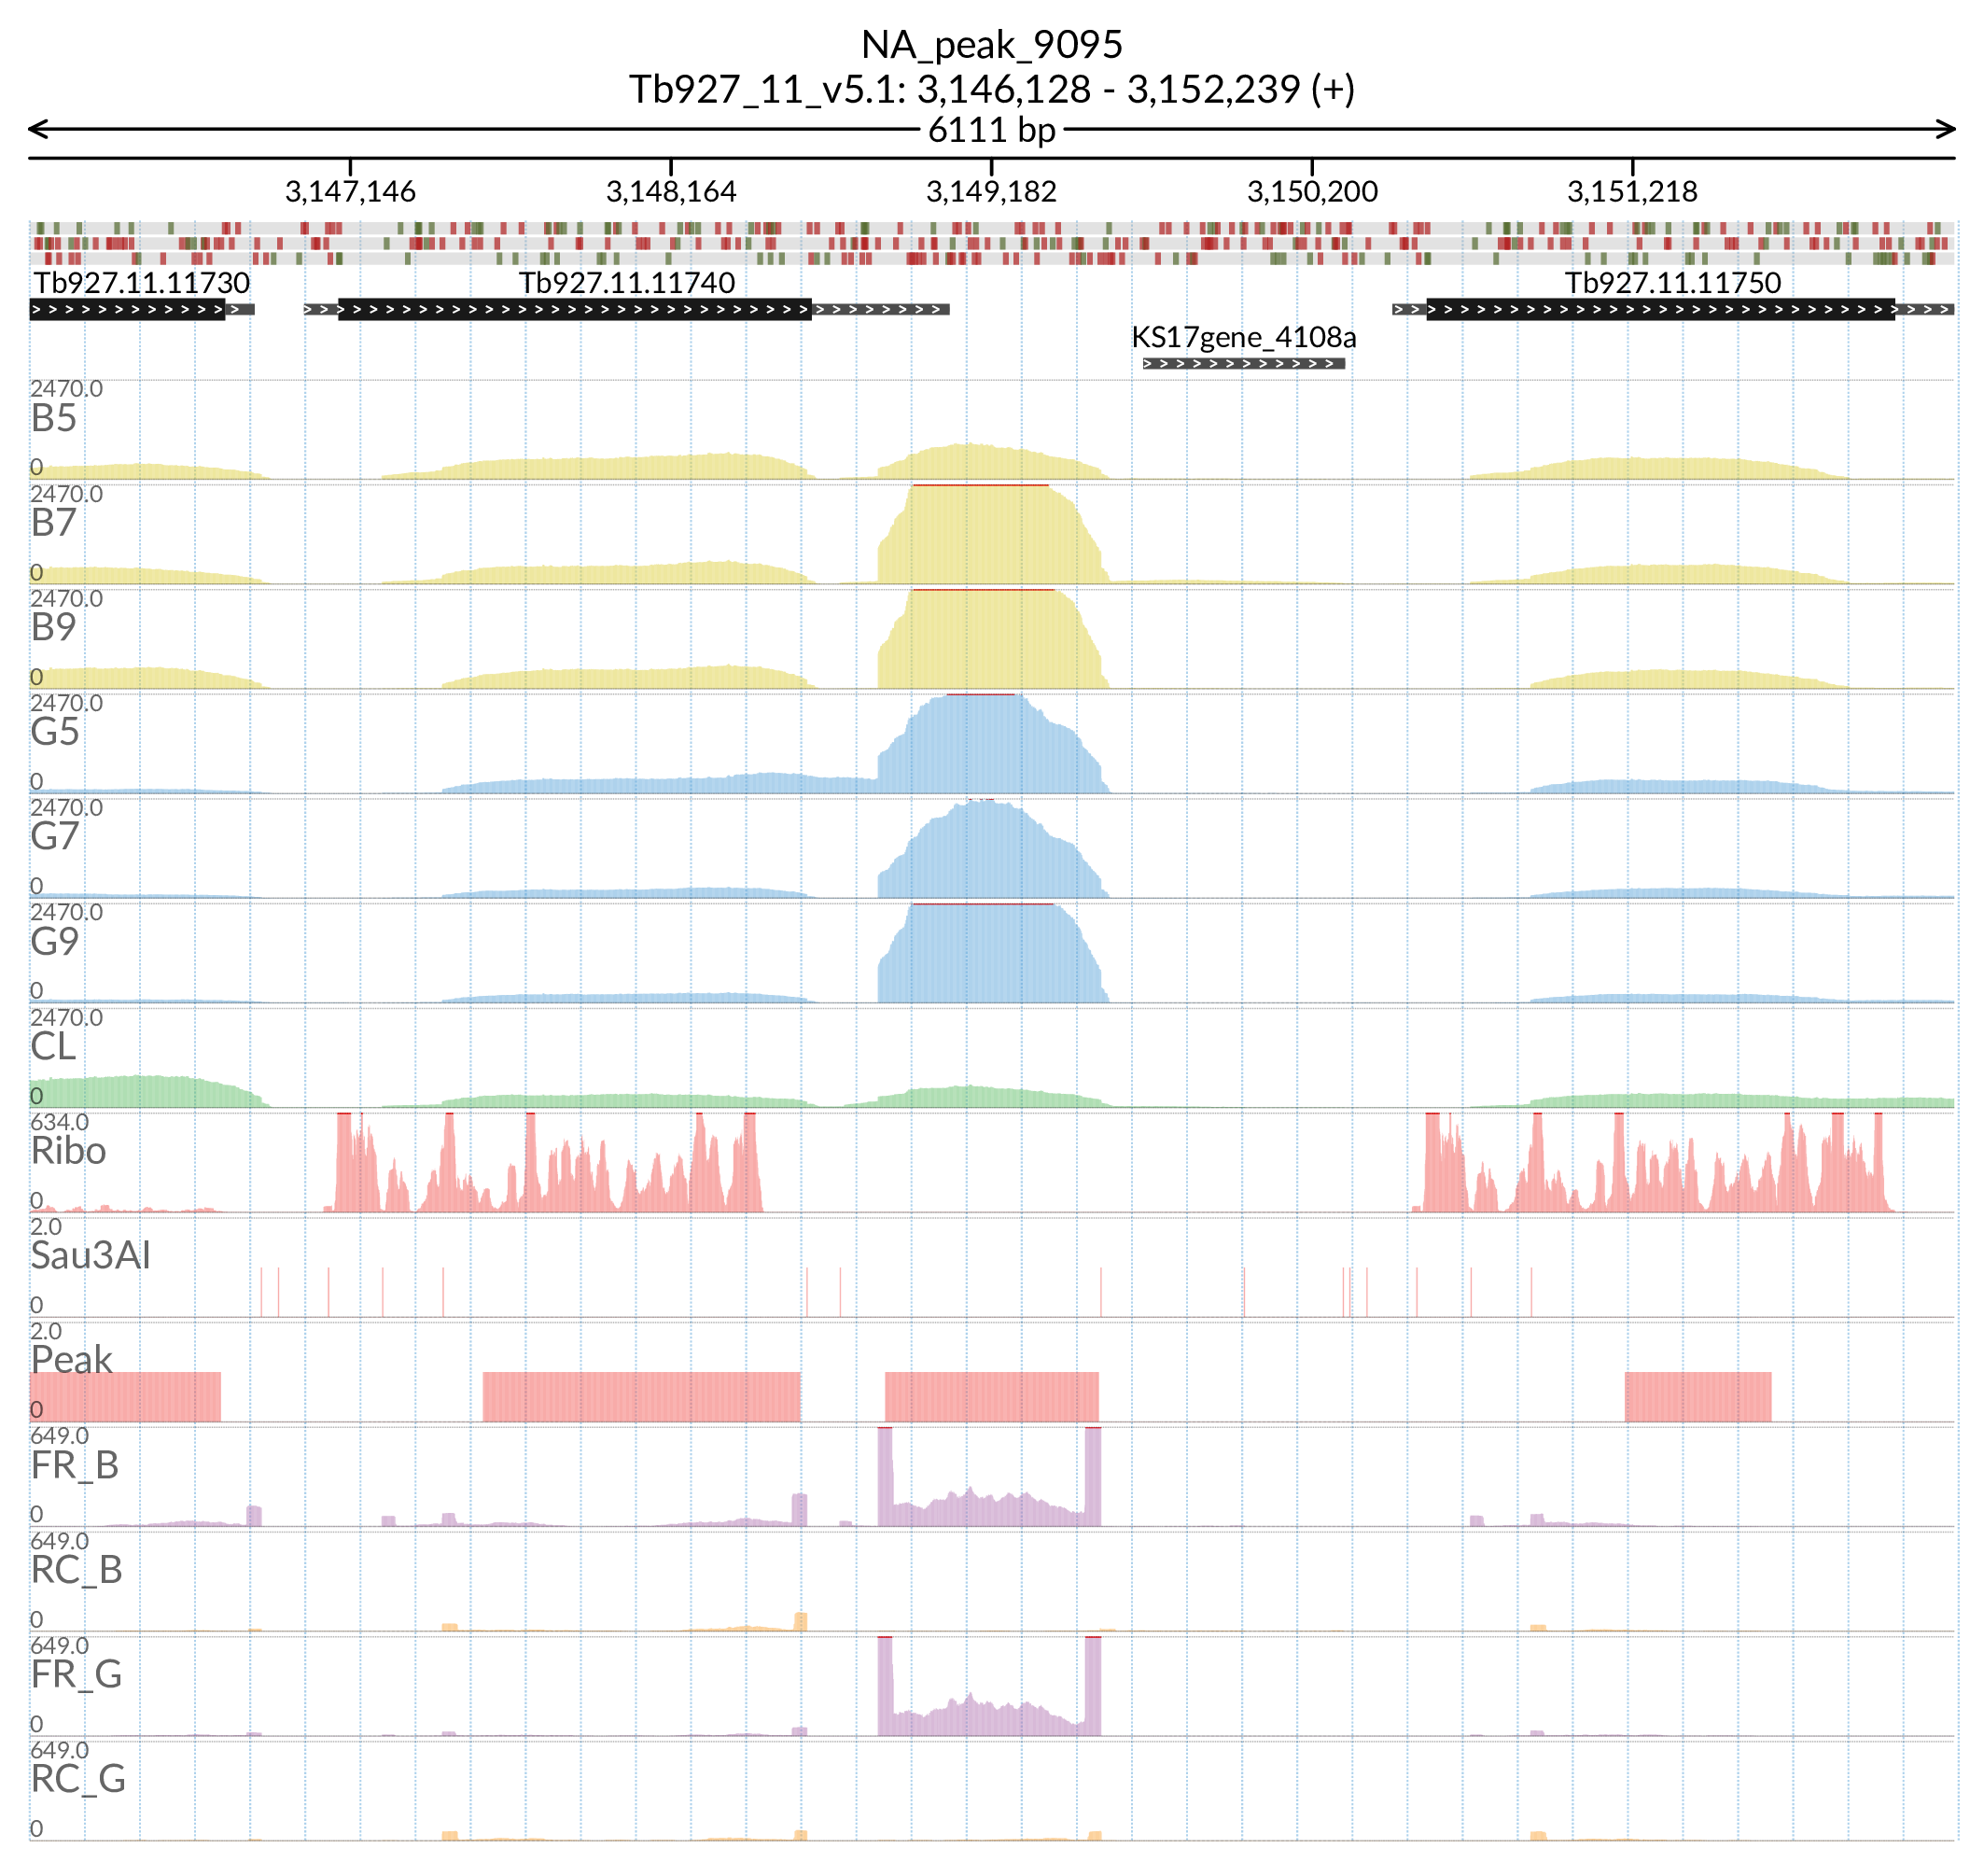 NA_peak_9095
Tb927_11_v5.1: 3,146,128 - 3,152,239 (+)
6111 bp
3,147,146 3,148,164 3,149,182 3,150,200 3,151,218
Tb927.11.11730 Tb927.11.11740 Tb927.11.11750
KS17gene_4108a
2470.0
B5
0
2470.0
B7
0
2470.0
B9
0
2470.0
G5
0
2470.0
G7
0
2470.0
G9
0
2470.0
CL
0
634.0
Ribo
0
2.0
Sau3AI
0
2.0
Peak
0
649.0
FR_B
0
649.0
RC_B
0
649.0
FR_G
0
649.0
RC_G
0